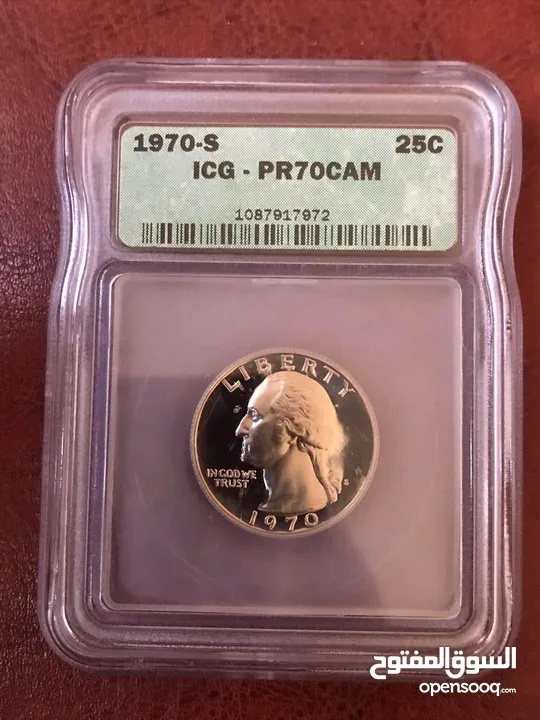 1970-S 25C
ICG - PR70CAM
1087917972
LIBERTY
IN GOD WE
TRUST
S
1970
السوق المفتوح
opensooq.com